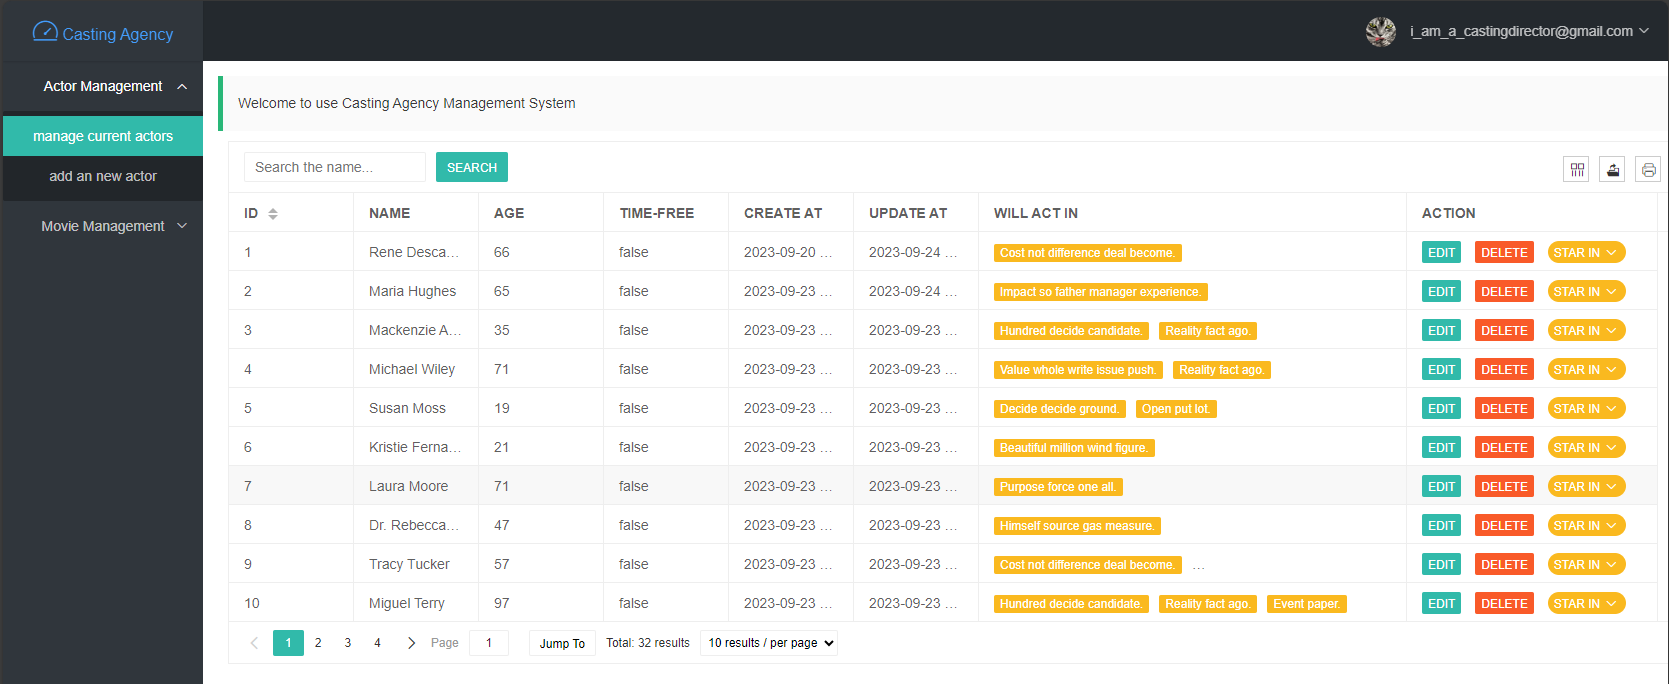 Casting Agency
i_am_a_castingdirector@gmail.com
Actor Management
manage current actors
add an new actor
Movie Management
Welcome to use Casting Agency Management System
Search the name...
SEARCH
ID NAME AGE TIME-FREE CREATE AT UPDATE AT WILL ACT IN ACTION
1 Rene Desca... 66 false 2023-09-20 ... 2023-09-24 ... Cost not difference deal become. EDIT DELETE STAR IN
2 Maria Hughes 65 false 2023-09-23 ... 2023-09-24 ... Impact so father manager experience. EDIT DELETE STAR IN
3 Mackenzie A... 35 false 2023-09-23 ... 2023-09-23 ... Hundred decide candidate. Reality fact ago. EDIT DELETE STAR IN
4 Michael Wiley 71 false 2023-09-23 ... 2023-09-23 ... Value whole write issue push. Reality fact ago. EDIT DELETE STAR IN
5 Susan Moss 19 false 2023-09-23 ... 2023-09-23 ... Decide decide ground. Open put lot. EDIT DELETE STAR IN
6 Kristie Ferna... 21 false 2023-09-23 ... 2023-09-23 ... Beautiful million wind figure. EDIT DELETE STAR IN
7 Laura Moore 71 false 2023-09-23 ... 2023-09-23 ... Purpose force one all. EDIT DELETE STAR IN
8 Dr. Rebecca... 47 false 2023-09-23 ... 2023-09-23 ... Himself source gas measure. EDIT DELETE STAR IN
9 Tracy Tucker 57 false 2023-09-23 ... 2023-09-23 ... Cost not difference deal become. ... EDIT DELETE STAR IN
10 Miguel Terry 97 false 2023-09-23 ... 2023-09-23 ... Hundred decide candidate. Reality fact ago. Event paper. EDIT DELETE STAR IN
1 2 3 4 Page 1 Jump To Total: 32 results 10 results / per page